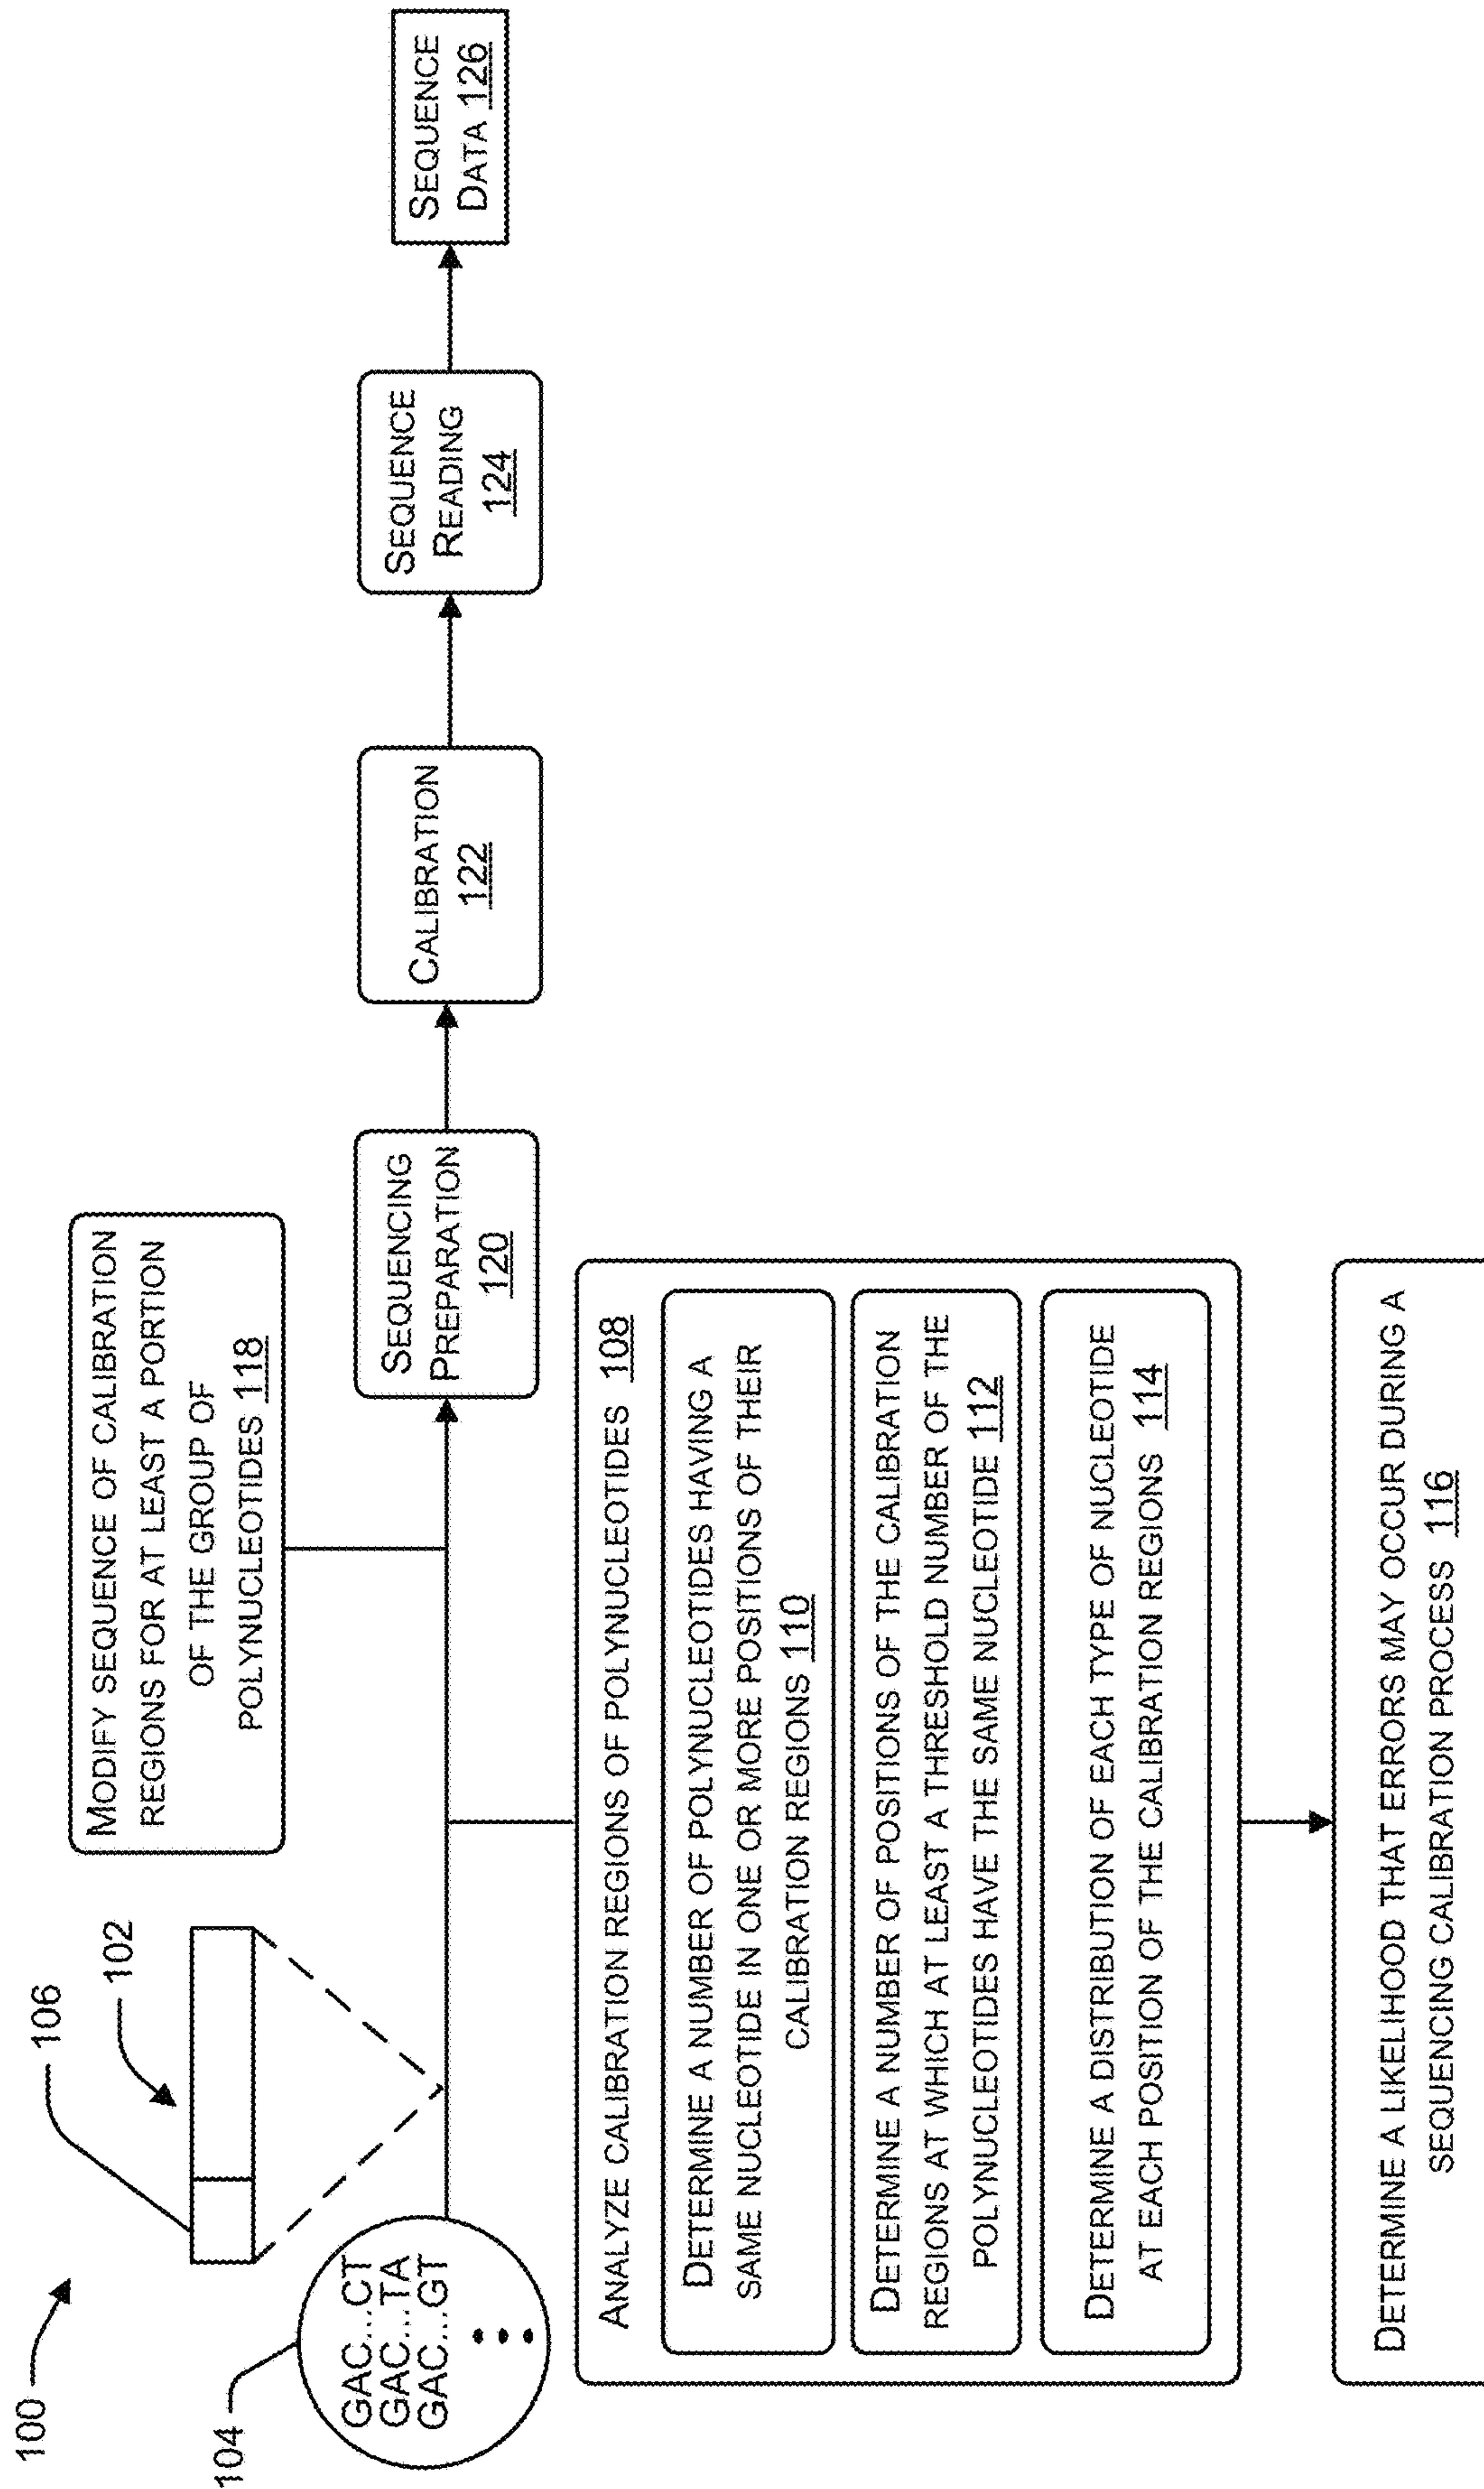 100
106
102
104
GAC...CT
GAC...TA
GAC...GT
MODIFY SEQUENCE OF CALIBRATION
REGIONS FOR AT LEAST A PORTION
OF THE GROUP OF
POLYNUCLEOTIDES 118
SEQUENCING
PREPARATION
120
CALIBRATION
122
SEQUENCE
READING
124
SEQUENCE
DATA 126
ANALYZE CALIBRATION REGIONS OF POLYNUCLEOTIDES 108
DETERMINE A NUMBER OF POLYNUCLEOTIDES HAVING A
SAME NUCLEOTIDE IN ONE OR MORE POSITIONS OF THEIR
CALIBRATION REGIONS 110
DETERMINE A NUMBER OF POSITIONS OF THE CALIBRATION
REGIONS AT WHICH AT LEAST A THRESHOLD NUMBER OF THE
POLYNUCLEOTIDES HAVE THE SAME NUCLEOTIDE 112
DETERMINE A DISTRIBUTION OF EACH TYPE OF NUCLEOTIDE
AT EACH POSITION OF THE CALIBRATION REGIONS 114
DETERMINE A LIKELIHOOD THAT ERRORS MAY OCCUR DURING A
SEQUENCING CALIBRATION PROCESS 116